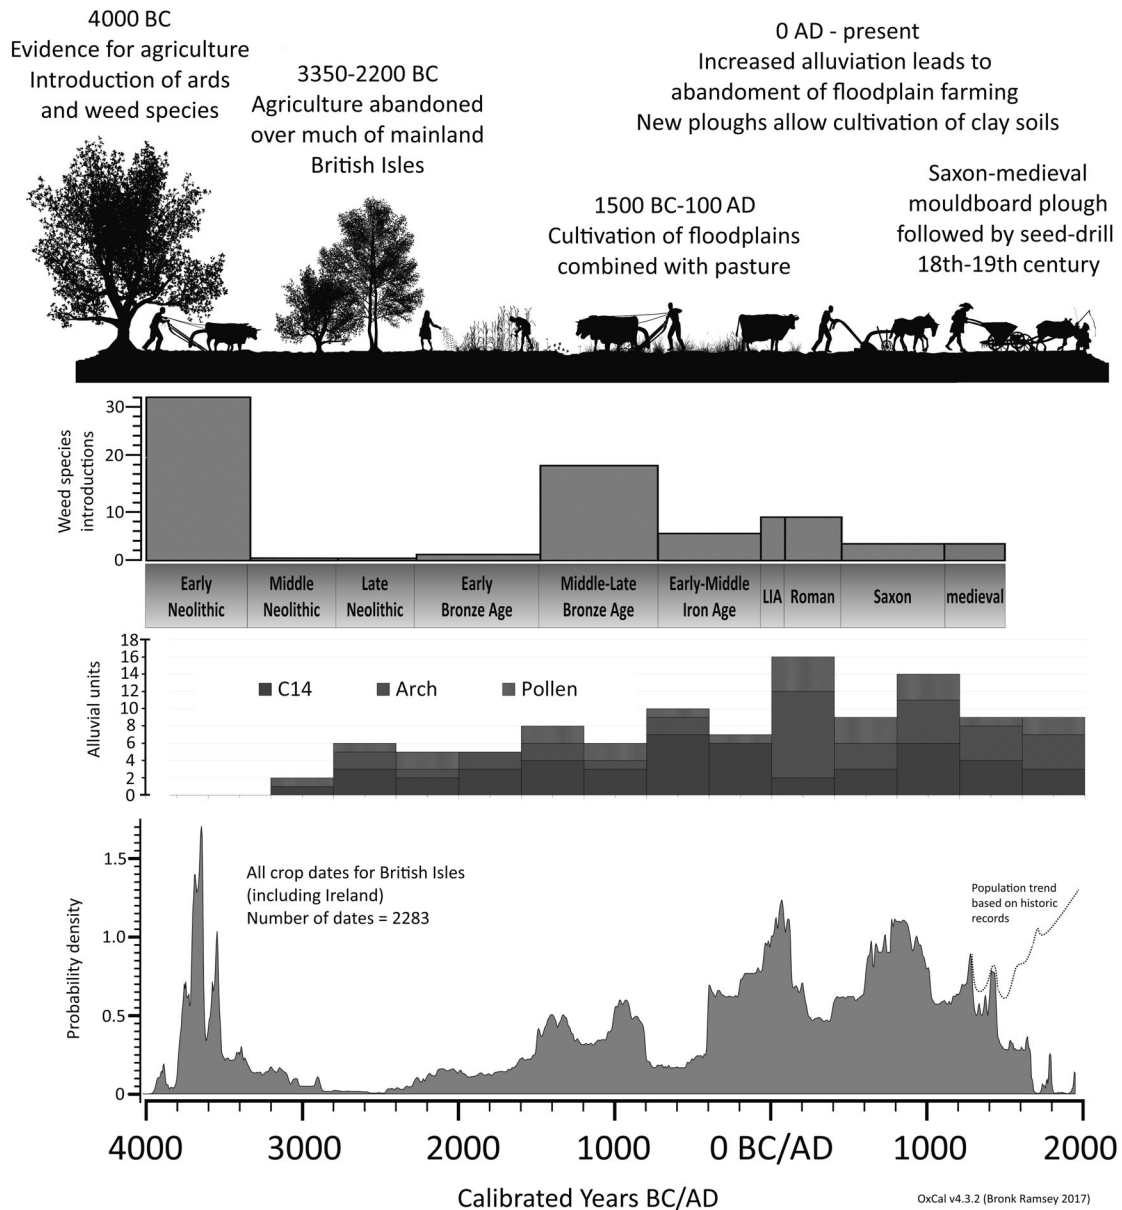 4000 BC
Evidence for agriculture
Introduction of ards
and weed species
3350-2200 BC
Agriculture abandoned
over much of mainland
British Isles
0 AD - present
Increased alluviation leads to
abandoment of floodplain farming
New ploughs allow cultivation of clay soils
1500 BC-100 AD
Cultivation of floodplains
combined with pasture
Saxon-medieval
mouldboard plough
followed by seed-drill
18th-19th century
Weed species
introductions
30
20
10
0
Early
Neolithic
Middle
Neolithic
Late
Neolithic
Early
Bronze Age
Middle-Late
Bronze Age
Early-Middle
Iron Age
LIA
Roman
Saxon
medieval
Alluvial units
18
16
14
12
10
8
6
4
2
0
C14
Arch
Pollen
Probability density
1.5
1.0
0.5
0
All crop dates for British Isles
(including Ireland)
Number of dates = 2283
Population trend
based on historic
records
4000
3000
2000
1000
0 BC/AD
1000
2000
Calibrated Years BC/AD
OxCal v4.3.2 (Bronk Ramsey 2017)